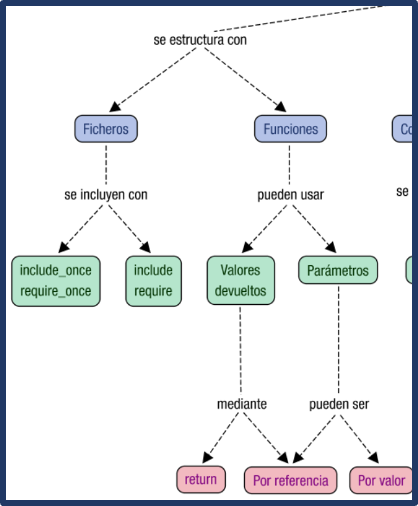 se estructura con
Ficheros
Funciones
Co
se incluyen con
pueden usar
se
include_once
require_once
include
require
Valores
devueltos
Parámetros
mediante
pueden ser
return
Por referencia
Por valor